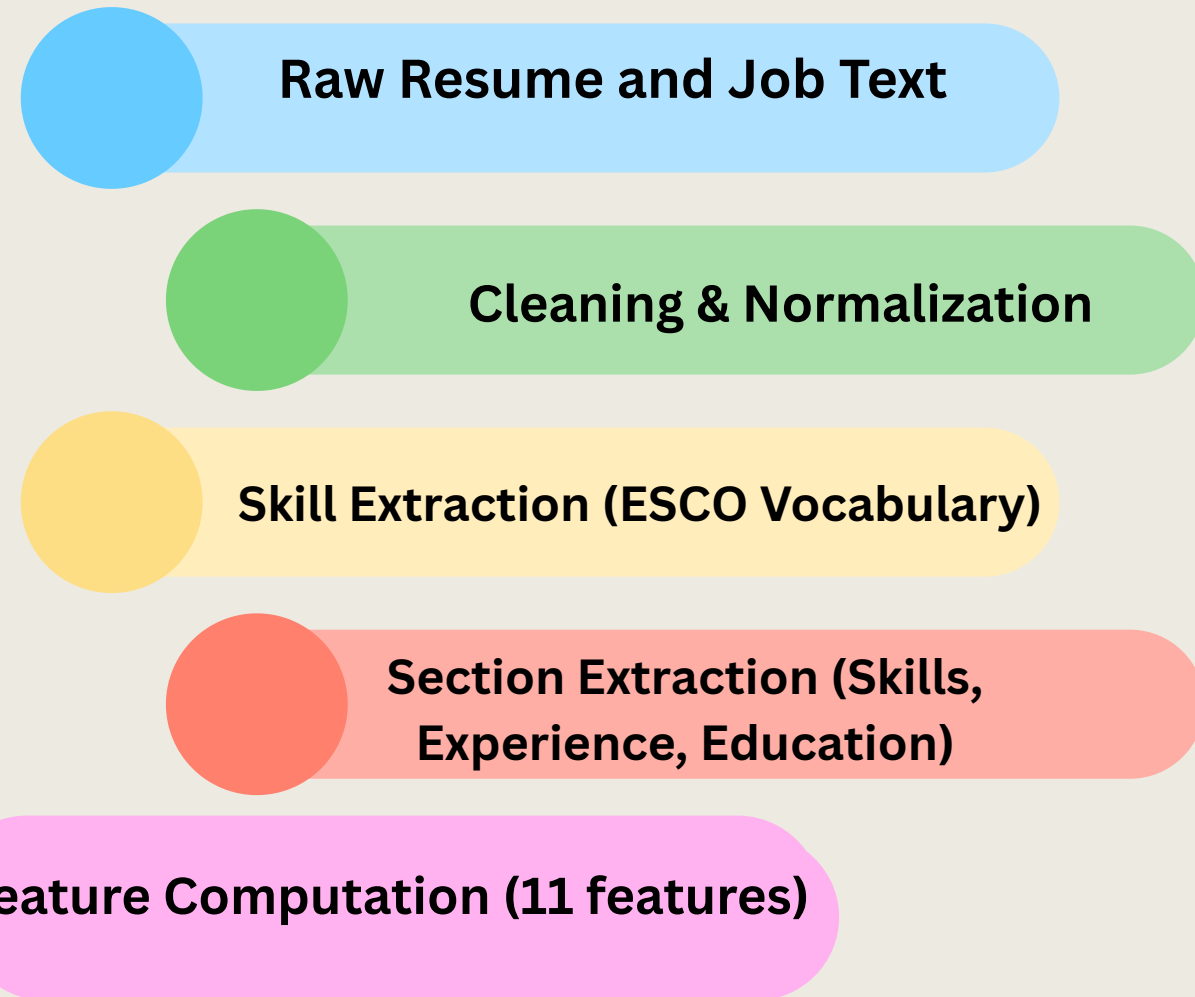 Raw Resume and Job Text
Cleaning & Normalization
Skill Extraction (ESCO Vocabulary)
Section Extraction (Skills,
Experience, Education)
eature Computation (11 features)